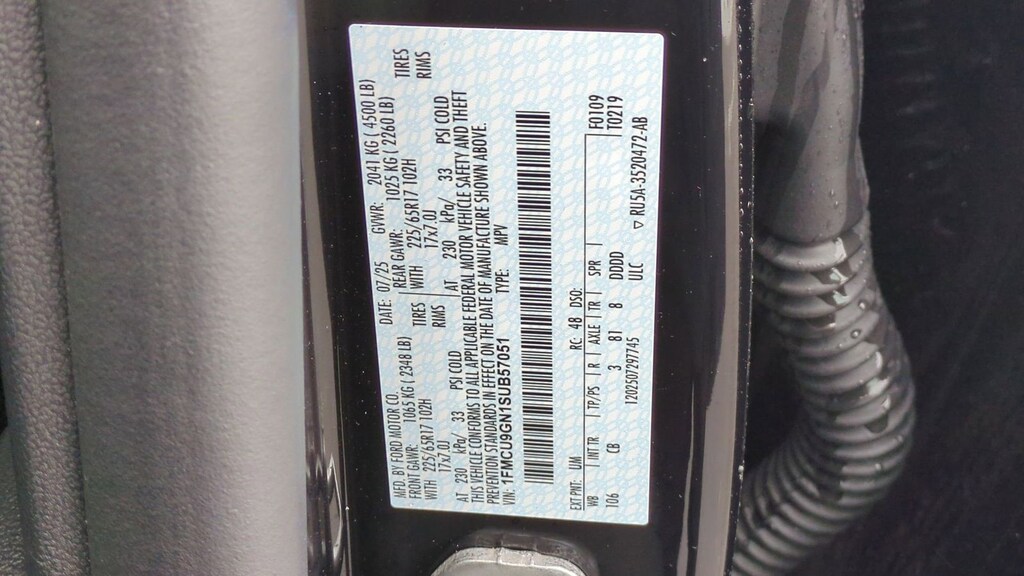 MFD. BY FORD MOTOR CO. DATE: 07/25 GVWR: 2041 KG ( 4500 LB)
FRONT GAWR: 1065 KG ( 2348 LB) REAR GAWR: 1025 KG ( 2260 LB)
WITH 225/65R17 102H TIRES WITH 225/65R17 102H TIRES
17x7.0J RIMS 17x7.0J RIMS
AT 230 kPa/ 33 PSI COLD AT 230 kPa/ 33 PSI COLD
THIS VEHICLE CONFORMS TO ALL APPLICABLE FEDERAL MOTOR VEHICLE SAFETY AND THEFT
PREVENTION STANDARDS IN EFFECT ON THE DATE OF MANUFACTURE SHOWN ABOVE.
VIN: 1FMCU9GN1SUB57051 TYPE: MPV
EXT PNT: UM RC: 48 DSO: F0109
WB INTR TP/PS R AXLE TR SPR T0219
106 CB 3 81 8 DDDD
1202507297745 ULC ▽ RU5A-3520472-AB